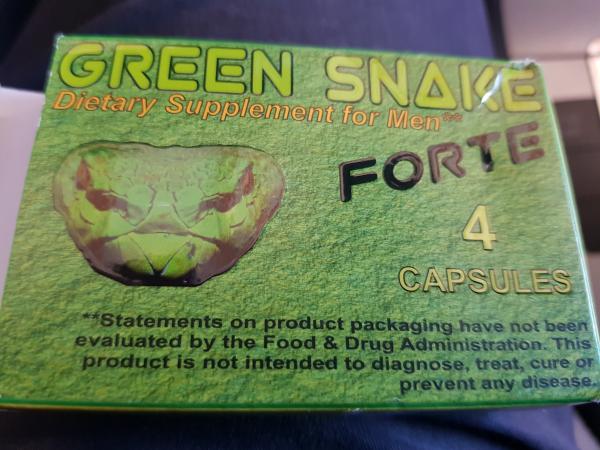 GREEN SNAKE
Dietary Supplement for Men**
FORTE
4
CAPSULES
**Statements on product packaging have not been
evaluated by the Food & Drug Administration. This
product is not intended to diagnose, treat, cure or
prevent any disease.